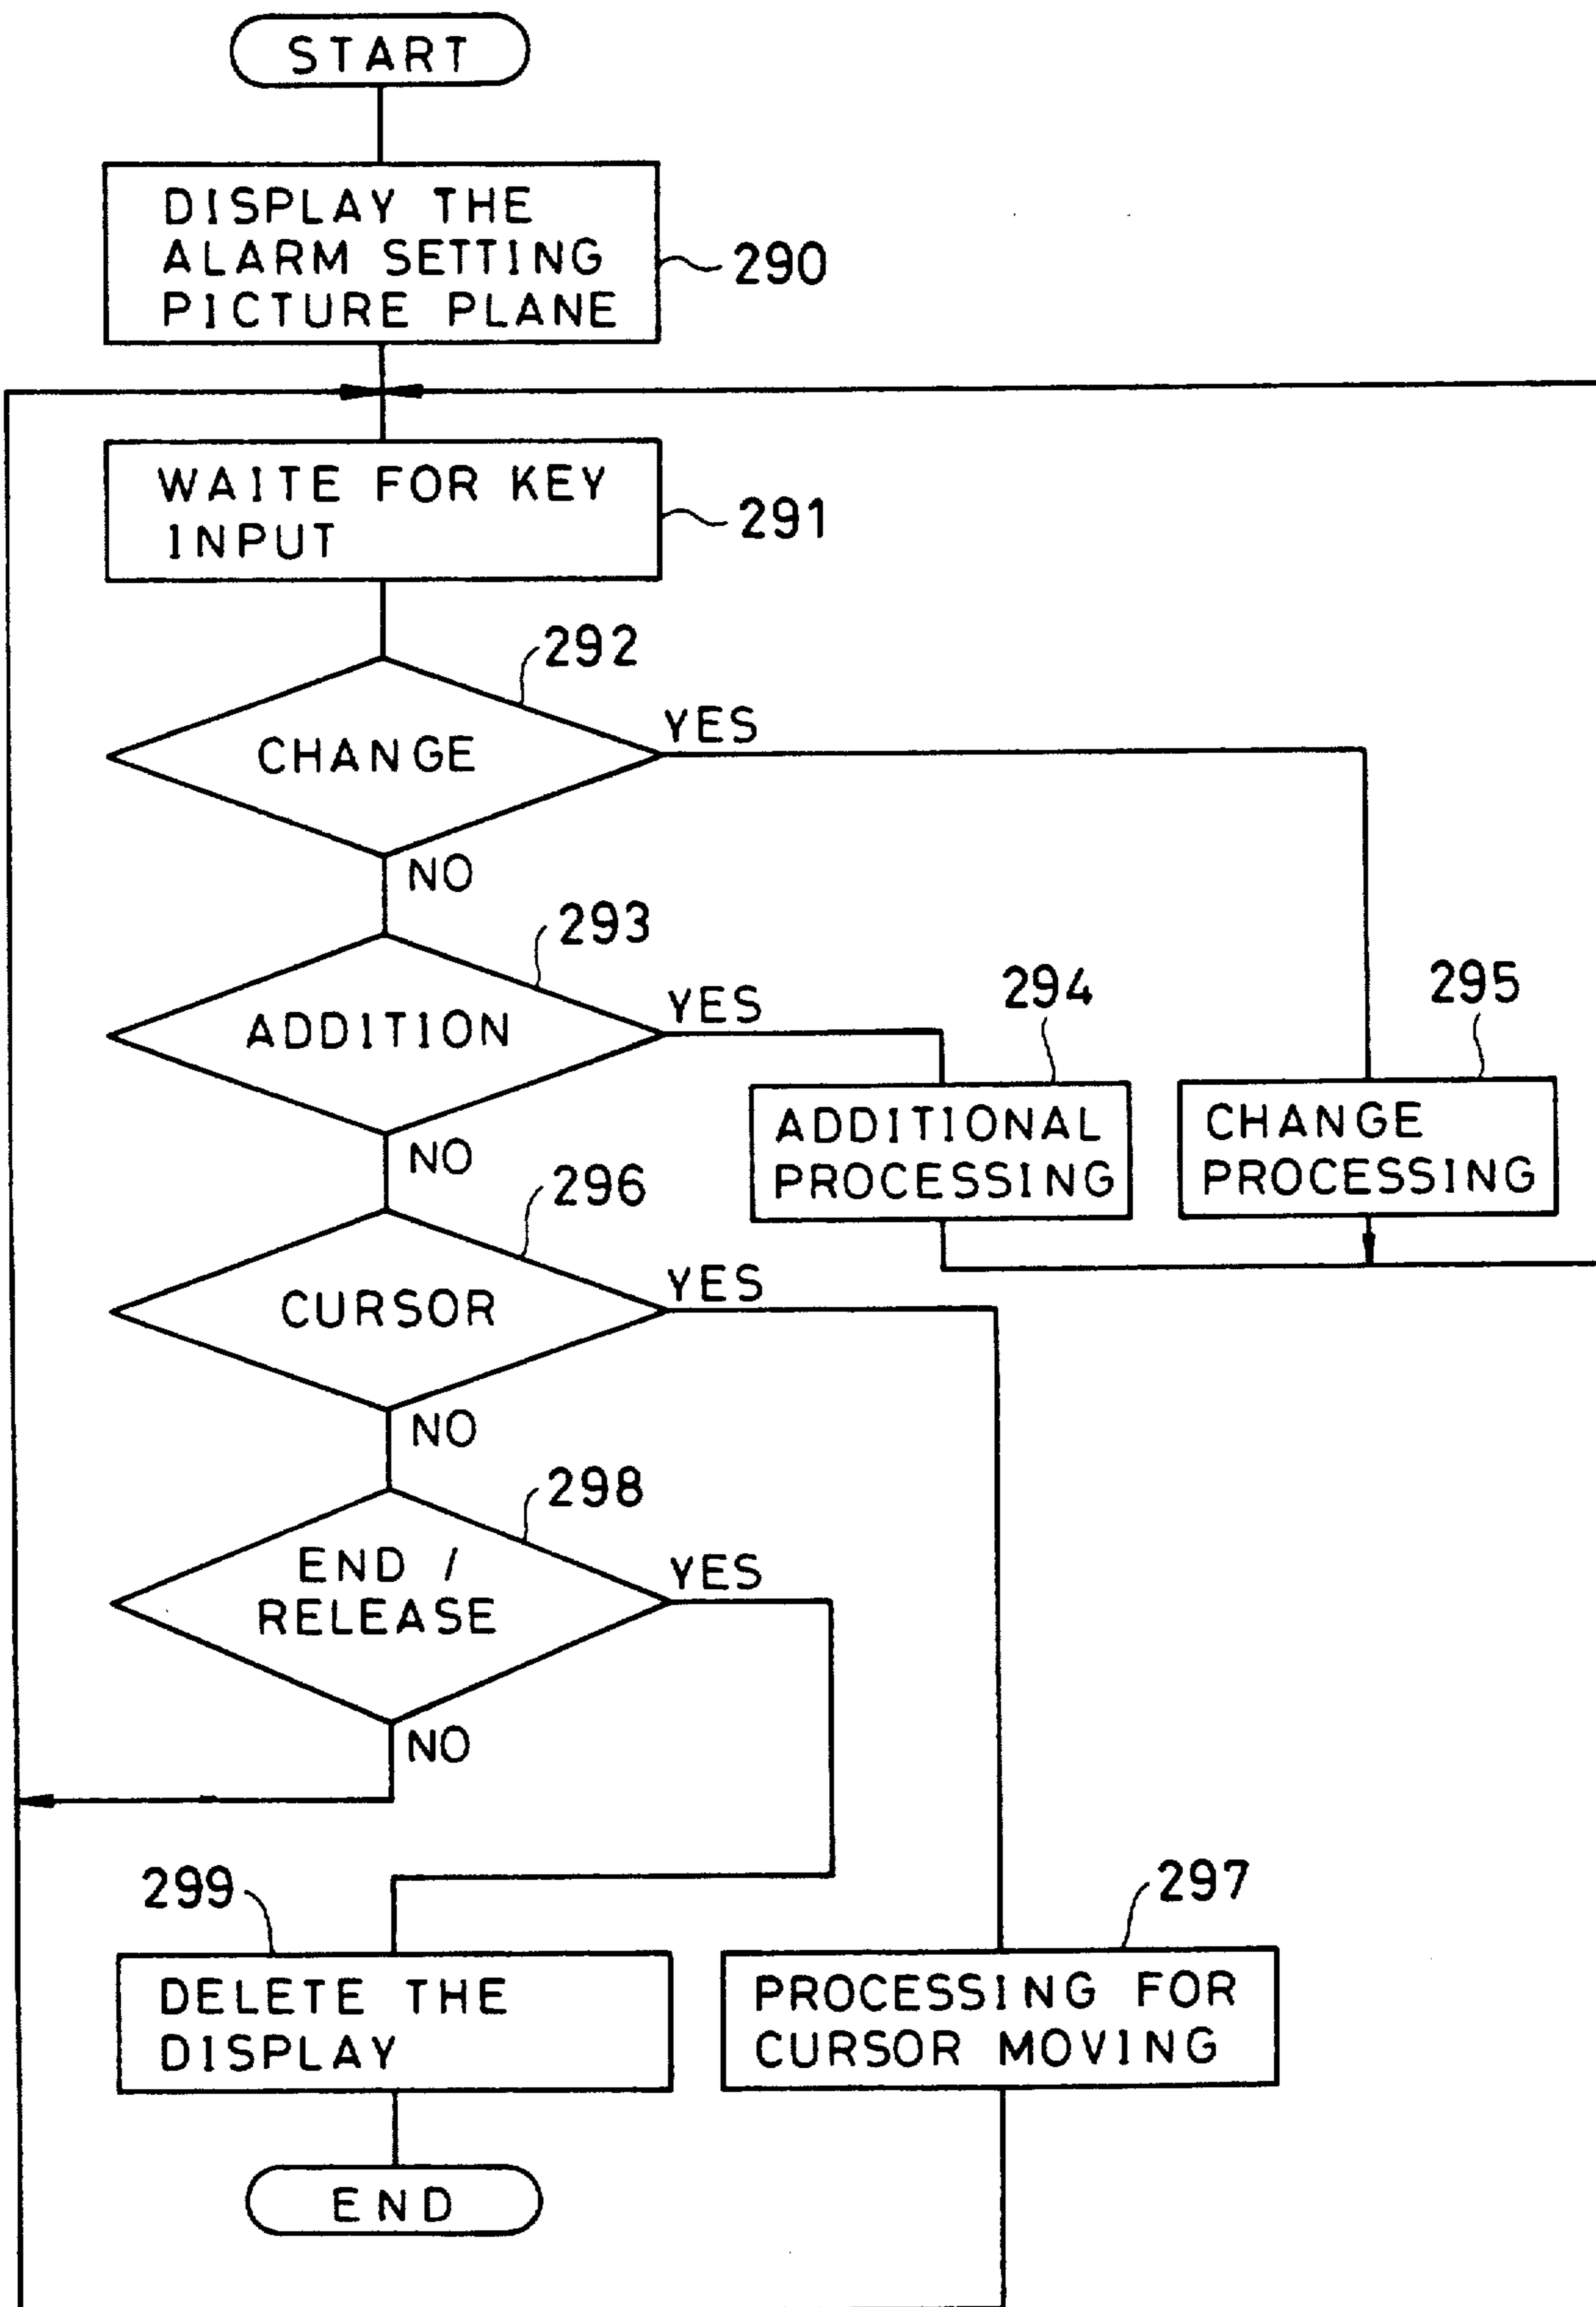 START
DISPLAY THE
ALARM SETTING
PICTURE PLANE
290
WAITE FOR KEY
INPUT
291
292
CHANGE
YES
NO
293
ADDITION
YES
NO
294
ADDITIONAL
PROCESSING
295
CHANGE
PROCESSING
296
CURSOR
YES
NO
298
END /
RELEASE
YES
NO
299
DELETE THE
DISPLAY
297
PROCESSING FOR
CURSOR MOVING
END